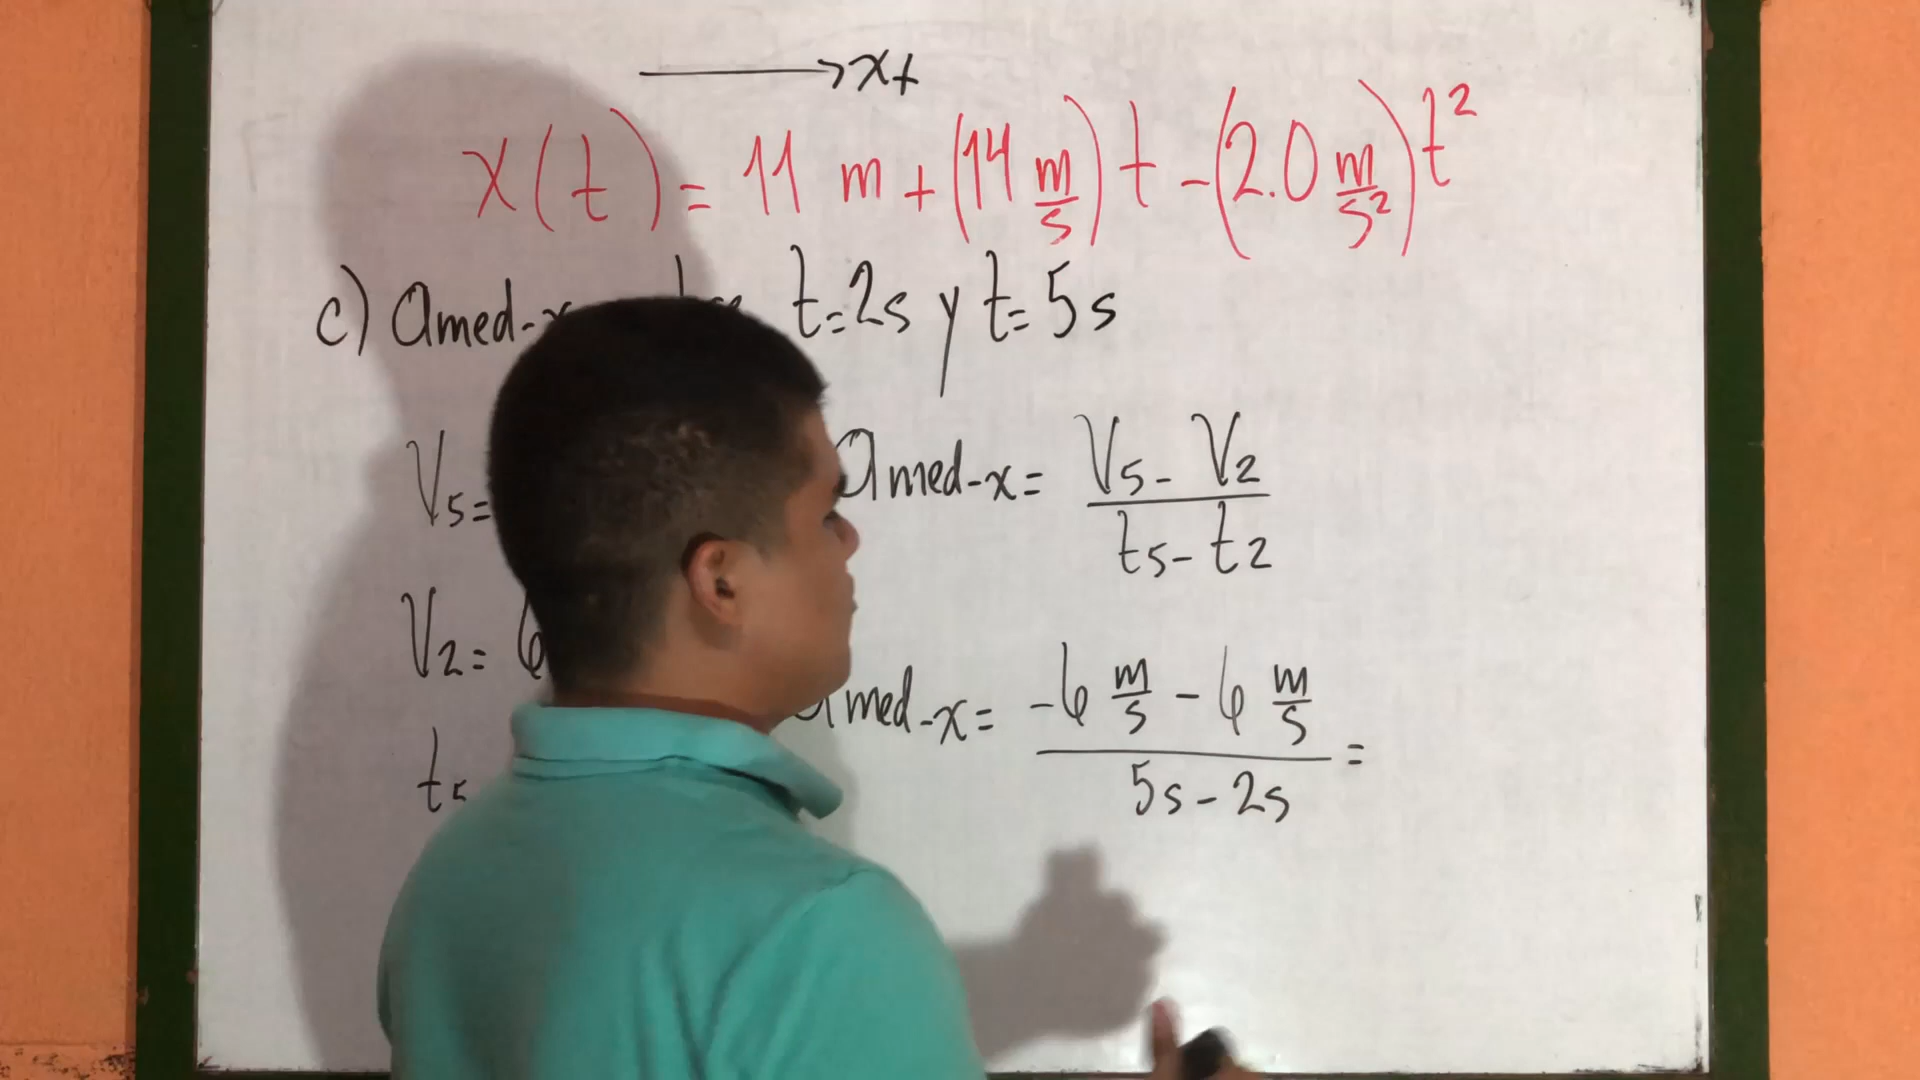 x+
x(t) = 11 m + (14 m/s) t - (2.0 m/s²) t²
c) amed-x t=2s y t=5s
V5=
amed-x = V5 - V2 / t5 - t2
V2= 6
amed-x = -6 m/s - 6 m/s / 5s - 2s =
t5